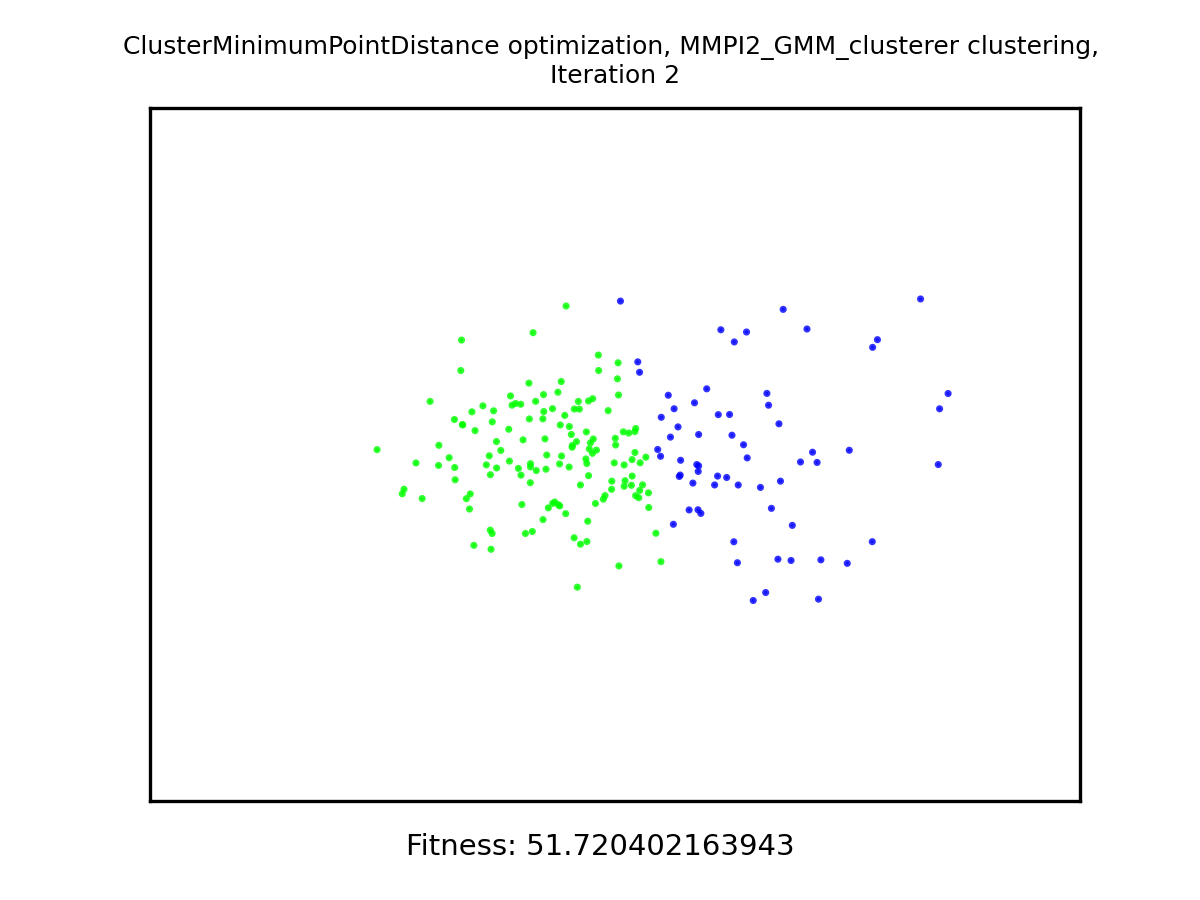 ClusterMinimumPointDistance optimization, MMPI2_GMM_clusterer clustering,
Iteration 2
Fitness: 51.720402163943